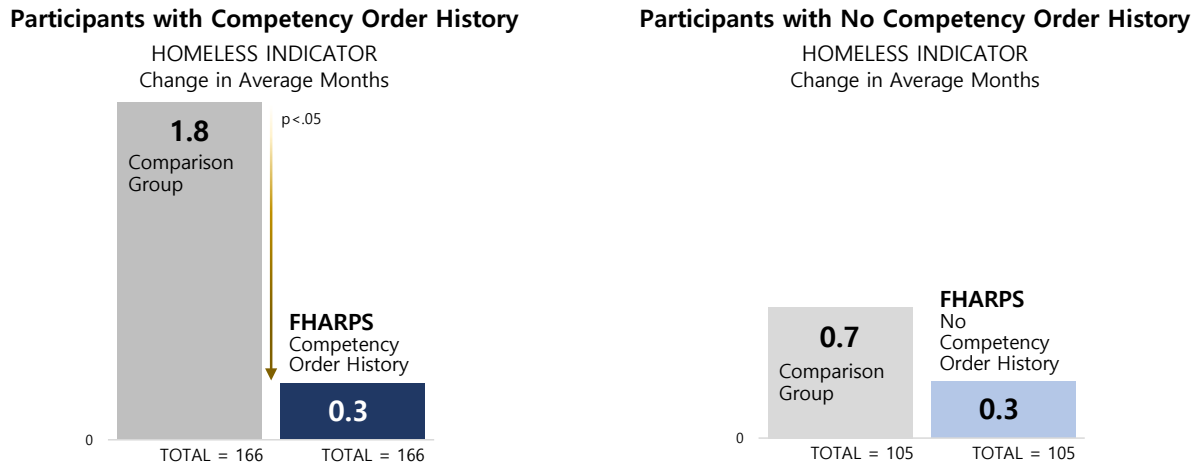 Participants with Competency Order History
HOMELESS INDICATOR
Change in Average Months
1.8
Comparison
Group
p<.05
FHARPS
Competency
Order History
0.3
0
TOTAL = 166
TOTAL = 166
Participants with No Competency Order History
HOMELESS INDICATOR
Change in Average Months
0.7
Comparison
Group
FHARPS
No
Competency
Order History
0.3
0
TOTAL = 105
TOTAL = 105